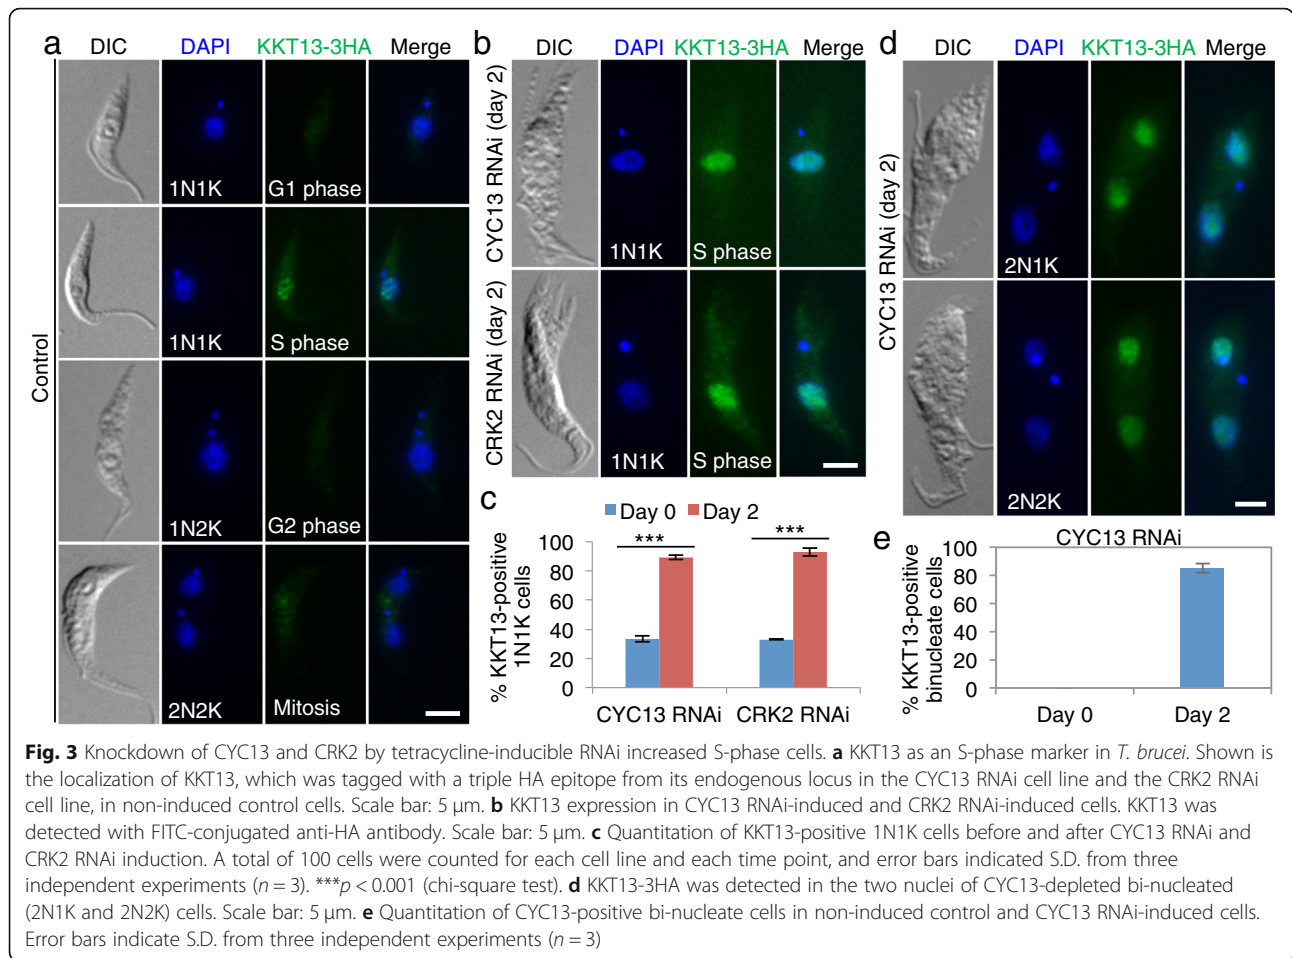 a
DIC DAPI KKT13-3HA Merge
Control
1N1K G1 phase
1N1K S phase
1N2K G2 phase
2N2K Mitosis
b
DIC DAPI KKT13-3HA Merge
CYC13 RNAi (day 2)
1N1K S phase
CRK2 RNAi (day 2)
1N1K S phase
c
Day 0 Day 2
% KKT13-positive
1N1K cells
100
80
60
40
20
0
*** ***
CYC13 RNAi CRK2 RNAi
d
DIC DAPI KKT13-3HA Merge
CYC13 RNAi (day 2)
2N1K
2N2K
e
CYC13 RNAi
% KKT13-positive
binucleate cells
100
80
60
40
20
0
Day 0 Day 2
Fig. 3 Knockdown of CYC13 and CRK2 by tetracycline-inducible RNAi increased S-phase cells. a KKT13 as an S-phase marker in T. brucei. Shown is
the localization of KKT13, which was tagged with a triple HA epitope from its endogenous locus in the CYC13 RNAi cell line and the CRK2 RNAi
cell line, in non-induced control cells. Scale bar: 5 μm. b KKT13 expression in CYC13 RNAi-induced and CRK2 RNAi-induced cells. KKT13 was
detected with FITC-conjugated anti-HA antibody. Scale bar: 5 μm. c Quantitation of KKT13-positive 1N1K cells before and after CYC13 RNAi and
CRK2 RNAi induction. A total of 100 cells were counted for each cell line and each time point, and error bars indicated S.D. from three
independent experiments (n = 3). ***p < 0.001 (chi-square test). d KKT13-3HA was detected in the two nuclei of CYC13-depleted bi-nucleated
(2N1K and 2N2K) cells. Scale bar: 5 μm. e Quantitation of CYC13-positive bi-nucleate cells in non-induced control and CYC13 RNAi-induced cells.
Error bars indicate S.D. from three independent experiments (n = 3)